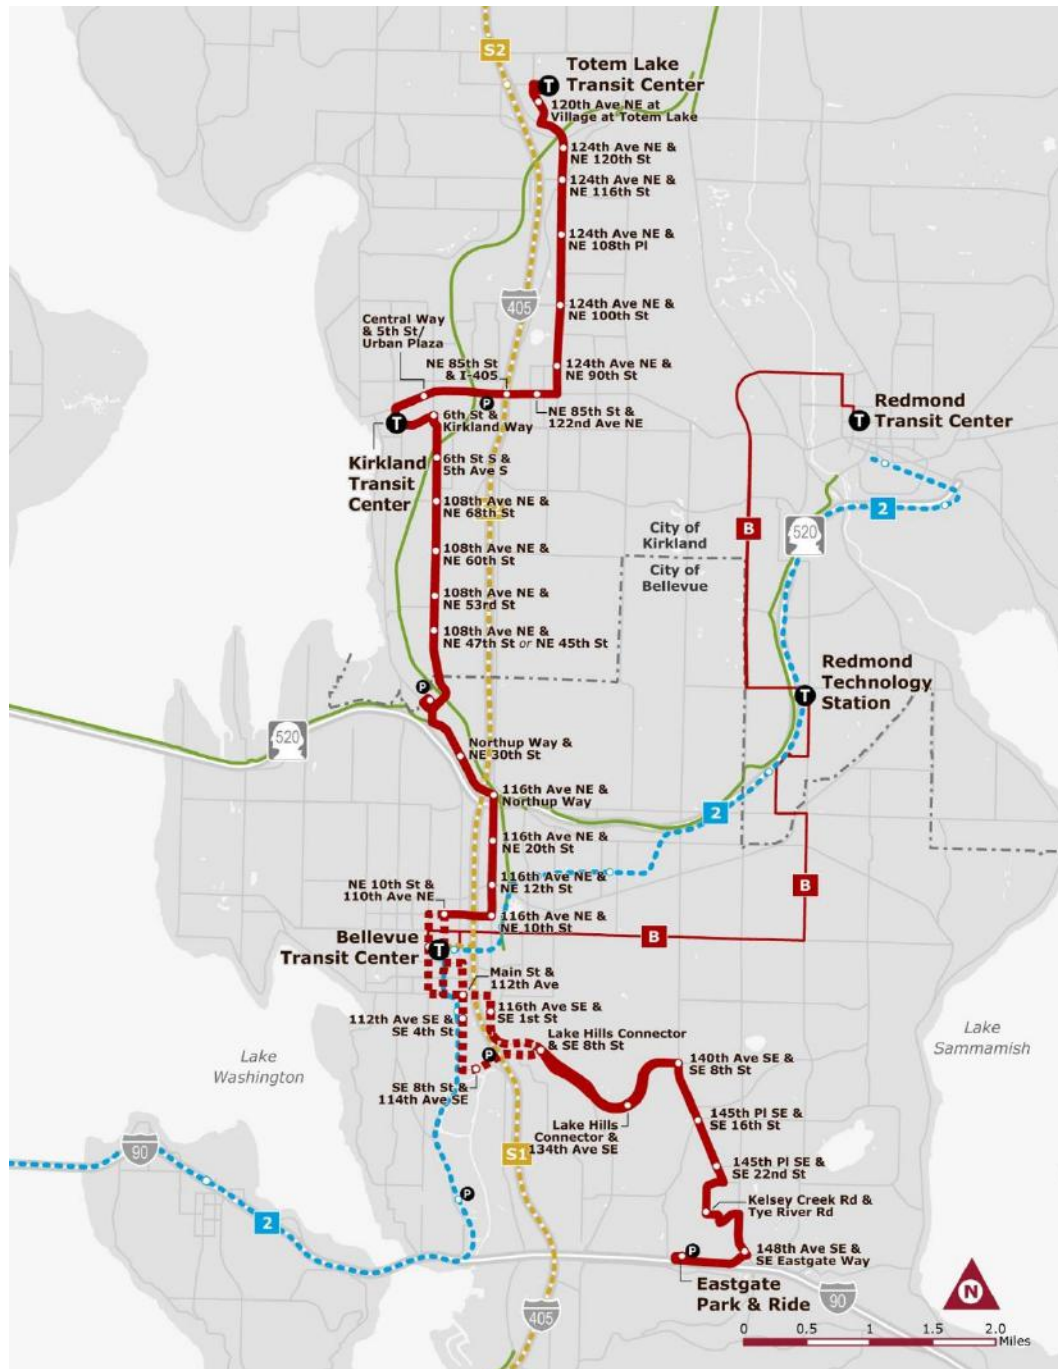 S2
T
Totem Lake
Transit Center
120th Ave NE at
Village at Totem Lake
124th Ave NE &
NE 120th St
124th Ave NE &
NE 116th St
124th Ave NE &
NE 108th Pl
405
124th Ave NE &
NE 100th St
Central Way
& 5th St/
Urban Plaza
NE 85th St
& I-405
124th Ave NE &
NE 90th St
P
NE 85th St &
122nd Ave NE
T
6th St &
Kirkland Way
Redmond
Transit Center
T
Kirkland
Transit
Center
6th St S &
5th Ave S
108th Ave NE &
NE 68th St
2
B
520
City of
Kirkland
City of
Bellevue
108th Ave NE &
NE 60th St
108th Ave NE &
NE 53rd St
108th Ave NE &
NE 47th St or NE 45th St
Redmond
Technology
Station
T
P
520
Northup Way &
NE 30th St
116th Ave NE &
Northup Way
2
116th Ave NE &
NE 20th St
116th Ave NE &
NE 12th St
NE 10th St &
110th Ave NE
B
116th Ave NE &
NE 10th St
B
Bellevue
Transit Center
T
Main St &
112th Ave
116th Ave SE &
SE 1st St
112th Ave SE &
SE 4th St
Lake Hills Connector
& SE 8th St
Lake
Washington
Lake
Sammamish
P
SE 8th St &
114th Ave SE
140th Ave SE &
SE 8th St
145th Pl SE &
SE 16th St
Lake Hills
Connector &
134th Ave SE
90
S1
145th Pl SE &
SE 22nd St
P
Kelsey Creek Rd &
Tye River Rd
2
P
148th Ave SE &
SE Eastgate Way
Eastgate
Park & Ride
90
405
N
0 0.5 1 1.5 2.0
Miles